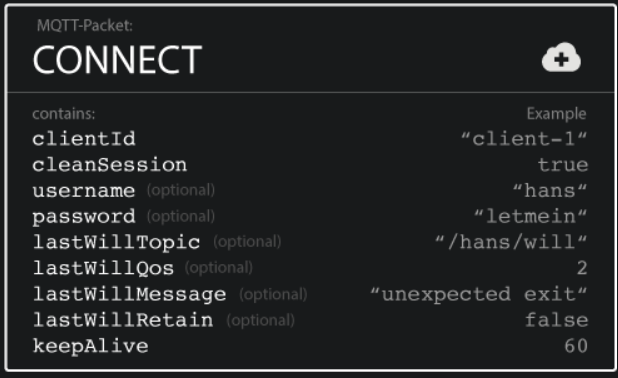 MQTT-Packet:
CONNECT
contains: Example
clientId “client-1“
cleanSession true
username (optional) “hans“
password (optional) “letmein“
lastWillTopic (optional) “/hans/will“
lastWillQos (optional) 2
lastWillMessage (optional) “unexpected exit“
lastWillRetain (optional) false
keepAlive 60